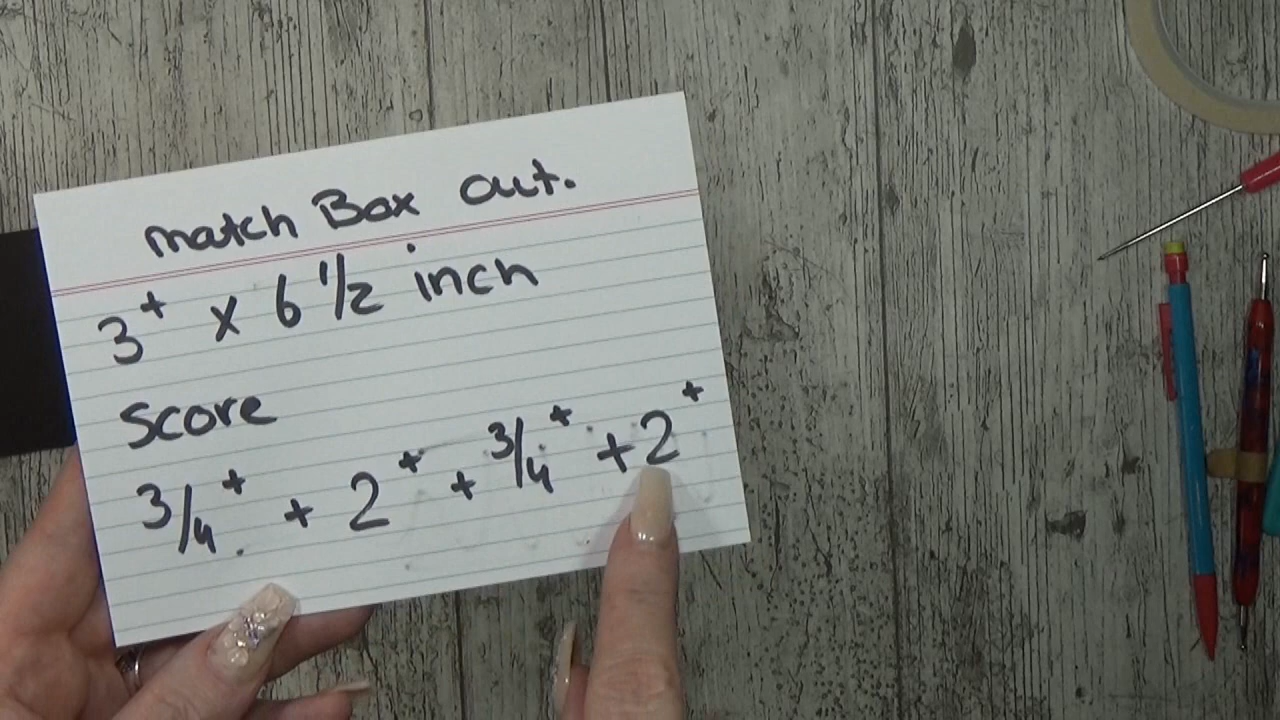 match Box out.
3⁺ x 6 1/2 inch
Score
3/4⁺ + 2⁺ + 3/4⁺ + 2⁺